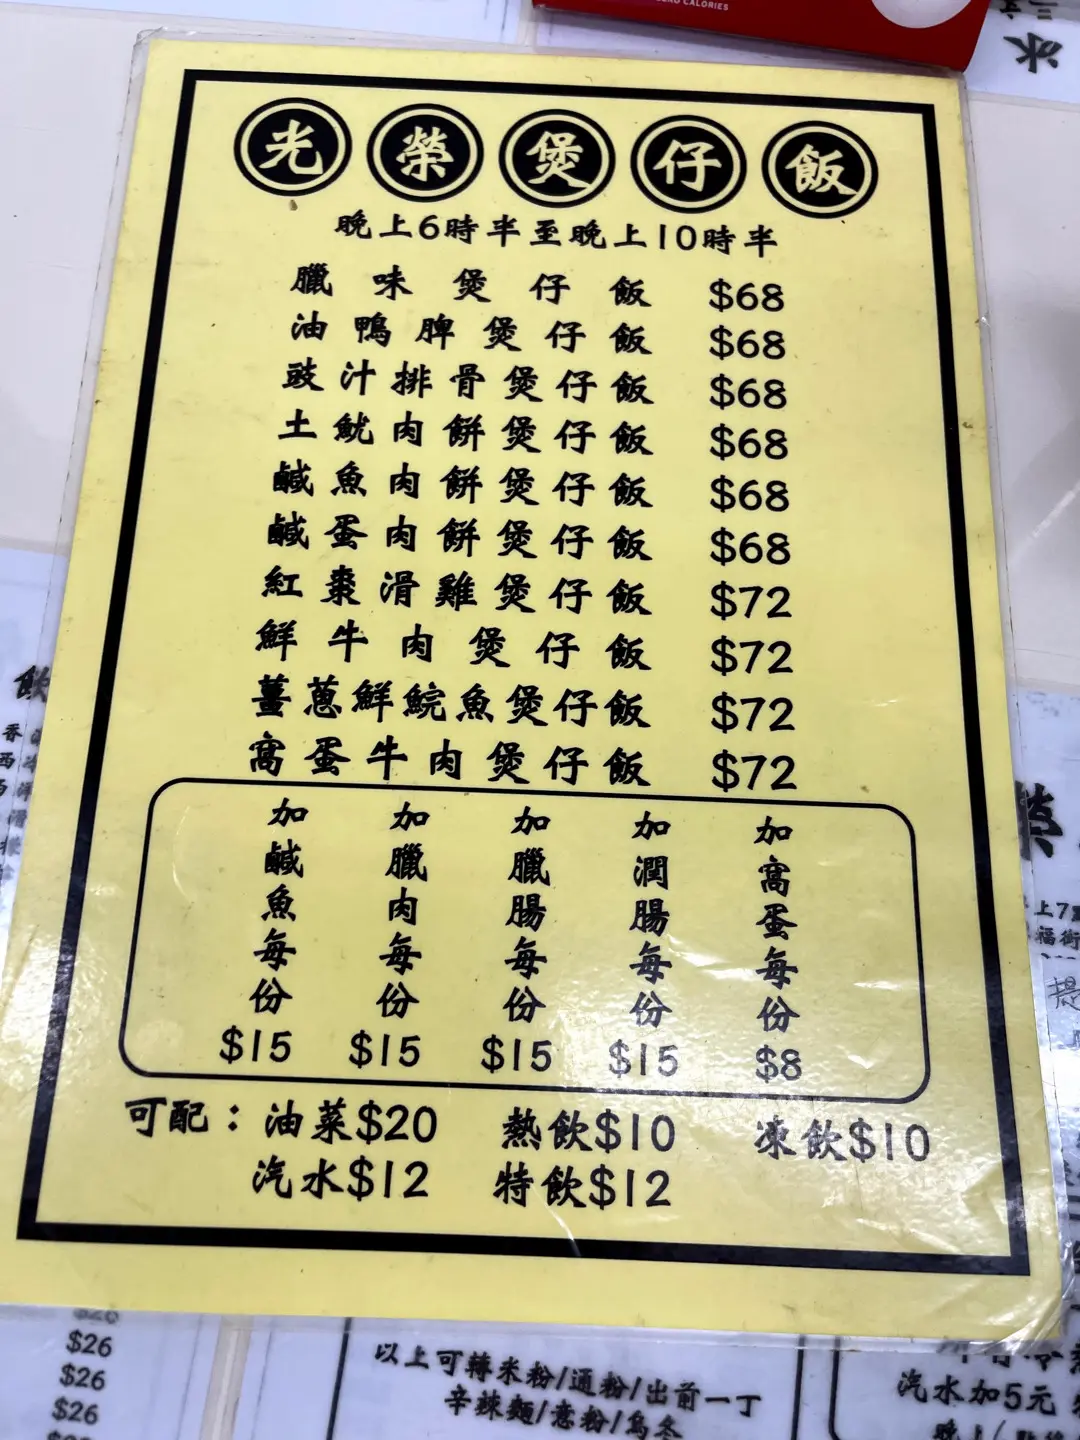 ZERO CALORIES
冰
光榮煲仔飯
晚上6時半至晚上10時半
臘味煲仔飯 $68
油鴨脾煲仔飯 $68
豉汁排骨煲仔飯 $68
土魷肉餅煲仔飯 $68
鹹魚肉餅煲仔飯 $68
鹹蛋肉餅煲仔飯 $68
紅棗滑雞煲仔飯 $72
鮮牛肉煲仔飯 $72
薑蔥鮮鯇魚煲仔飯 $72
窩蛋牛肉煲仔飯 $72
加鹹魚每份 $15
加臘肉每份 $15
加臘腸每份 $15
加潤腸每份 $15
加窩蛋每份 $8
可配：油菜$20 熱飲$10 凍飲$10
汽水$12 特飲$12
$26
$26
$26
$26
以上可轉米粉/通粉/出前一丁
辛辣麵/意粉/烏冬
汽水加5元